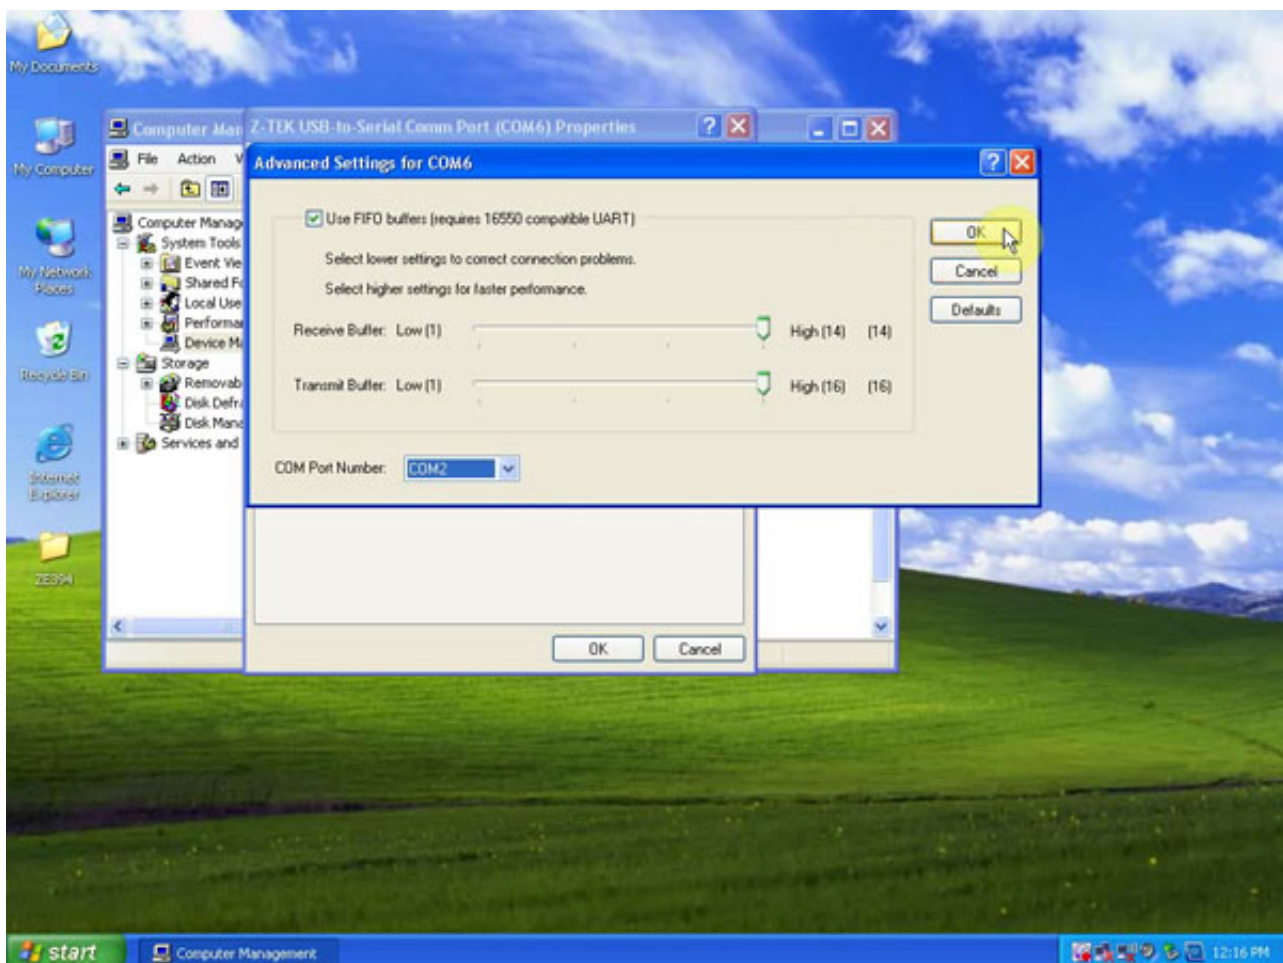 My Documents
My Computer
My Network
Places
Recycle Bin
Internet
Explorer
ZE394
Computer Man
File Action V
Computer Manag
System Tools
Event Vie
Shared Fo
Local Use
Performa
Device Ma
Storage
Removab
Disk Defra
Disk Mana
Services and
Z-TEK USB-to-Serial Comm Port (COM6) Properties
Advanced Settings for COM6
Use FIFO buffers (requires 16550 compatible UART)
Select lower settings to correct connection problems.
Select higher settings for faster performance.
Receive Buffer: Low (1) High (14) (14)
Transmit Buffer: Low (1) High (16) (16)
COM Port Number: COM2
OK
Cancel
Defaults
OK Cancel
start
Computer Management
12:16 PM